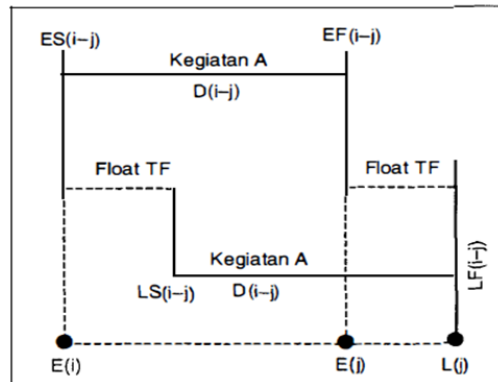 ES(i–j) EF(i–j)
Kegiatan A
D(i–j)
Float TF Float TF
Kegiatan A
LS(i–j) D(i–j)
LF(i–j)
E(i) E(j) L(j)